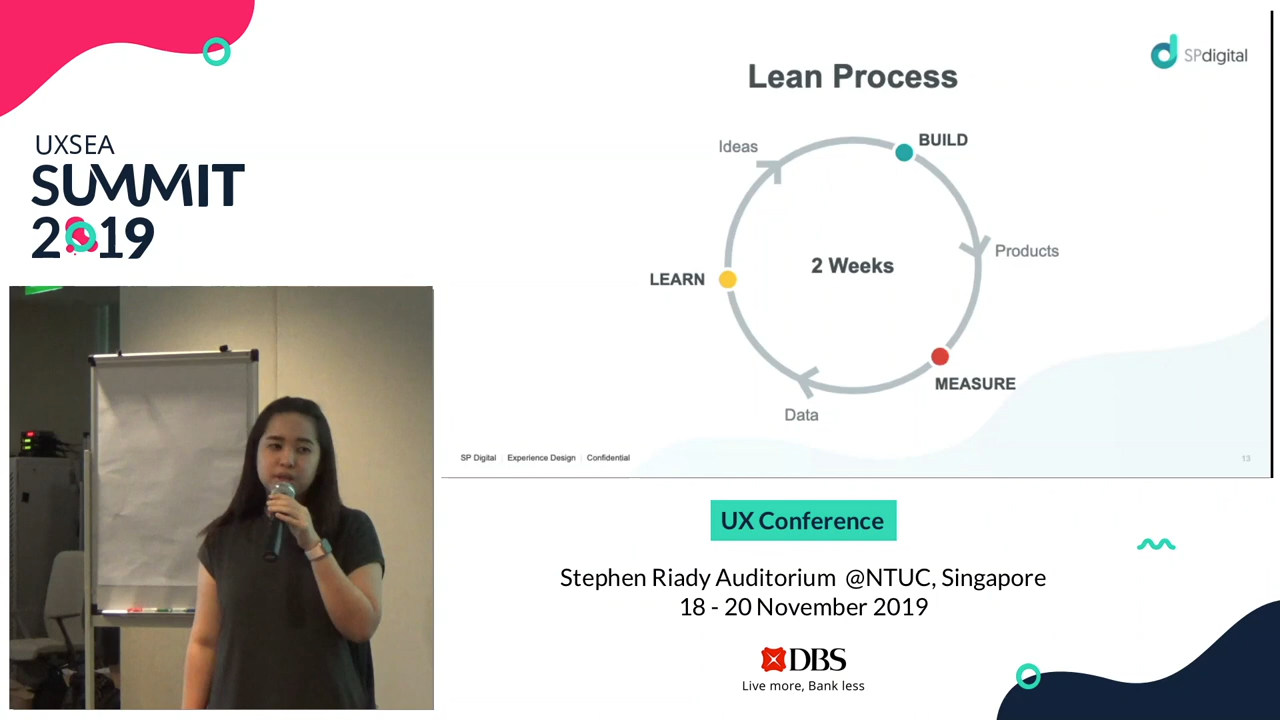 UXSEA
SUMMIT
2019
SPdigital
Lean Process
Ideas
BUILD
Products
2 Weeks
LEARN
MEASURE
Data
SP Digital Experience Design Confidential
13
UX Conference
Stephen Riady Auditorium @NTUC, Singapore
18 - 20 November 2019
DBS
Live more, Bank less